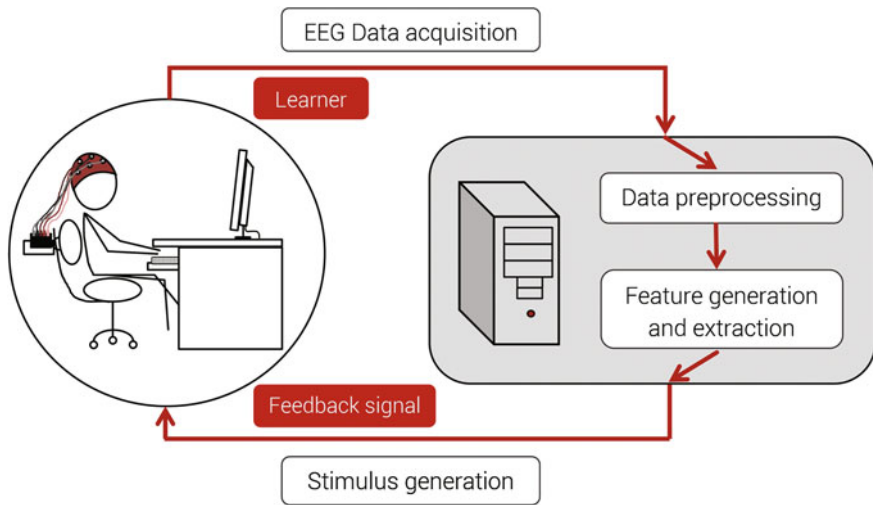 EEG Data acquisition
Learner
Data preprocessing
Feature generation
and extraction
Feedback signal
Stimulus generation